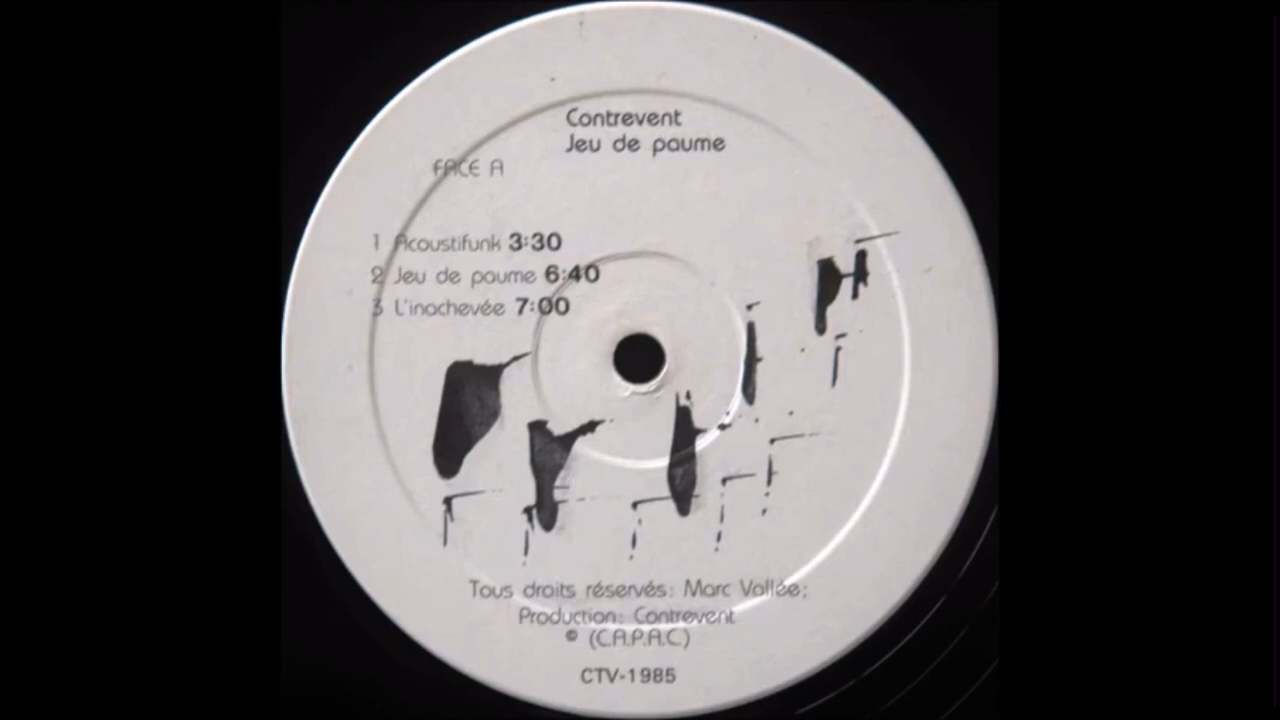 Contrevent
Jeu de paume
FACE A
1 Acoustifunk 3:30
2 Jeu de paume 6:40
3 L'inachevée 7:00
Tous droits réservés: Marc Vallée;
Production: Contrevent
© (C.A.P.A.C.)
CTV-1985